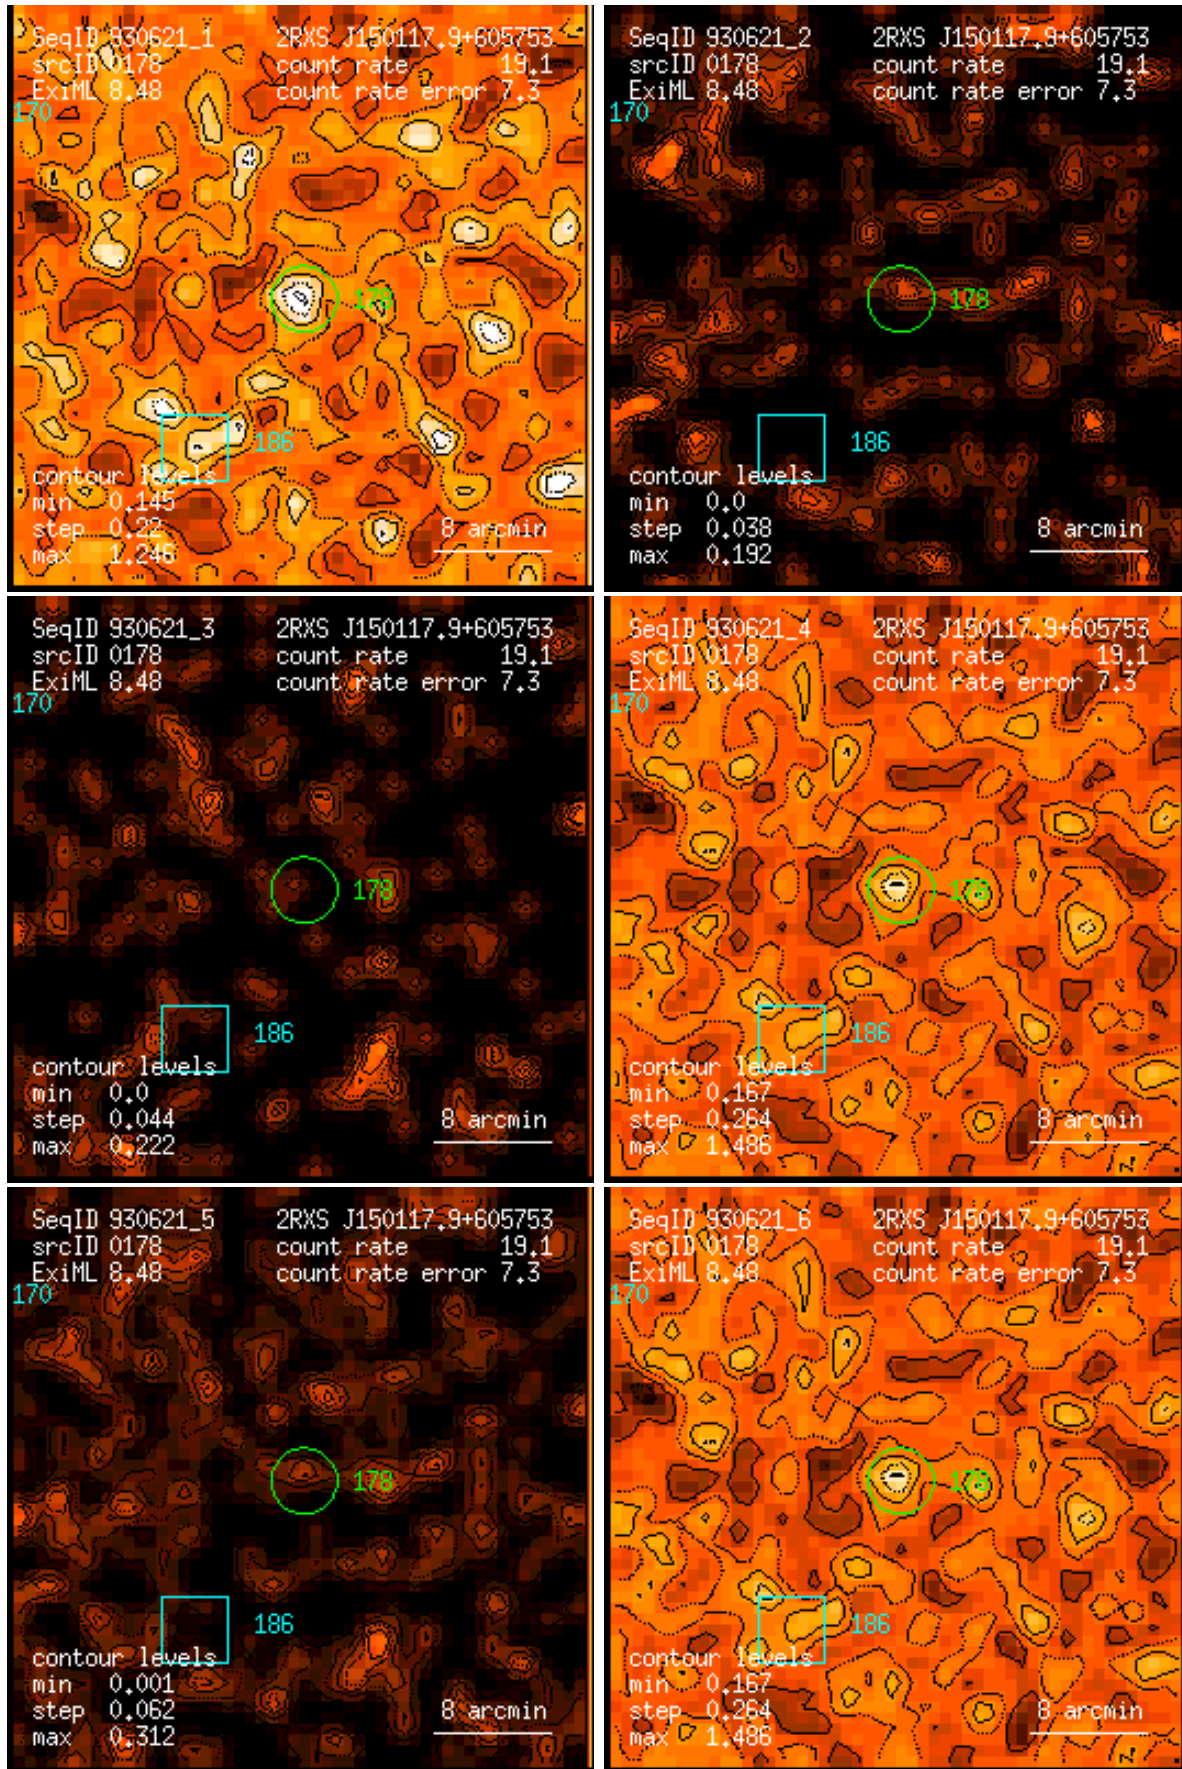 SeqID 930621_1 2RXS J150117.9+605753
srcID 0178 count rate 19.1
ExiML 8.48 count rate error 7.3
170
178
186
contour levels
min 0.145
step 0.22 8 arcmin
max 1.246
SeqID 930621_2 2RXS J150117.9+605753
srcID 0178 count rate 19.1
ExiML 8.48 count rate error 7.3
170
178
186
contour levels
min 0.0
step 0.038 8 arcmin
max 0.192
SeqID 930621_3 2RXS J150117.9+605753
srcID 0178 count rate 19.1
ExiML 8.48 count rate error 7.3
170
178
186
contour levels
min 0.0
step 0.044 8 arcmin
max 0.222
SeqID 930621_4 2RXS J150117.9+605753
srcID 0178 count rate 19.1
ExiML 8.48 count rate error 7.3
170
178
186
contour levels
min 0.167
step 0.264 8 arcmin
max 1.486
SeqID 930621_5 2RXS J150117.9+605753
srcID 0178 count rate 19.1
ExiML 8.48 count rate error 7.3
170
178
186
contour levels
min 0.001
step 0.062 8 arcmin
max 0.312
SeqID 930621_6 2RXS J150117.9+605753
srcID 0178 count rate 19.1
ExiML 8.48 count rate error 7.3
170
178
186
contour levels
min 0.167
step 0.264 8 arcmin
max 1.486